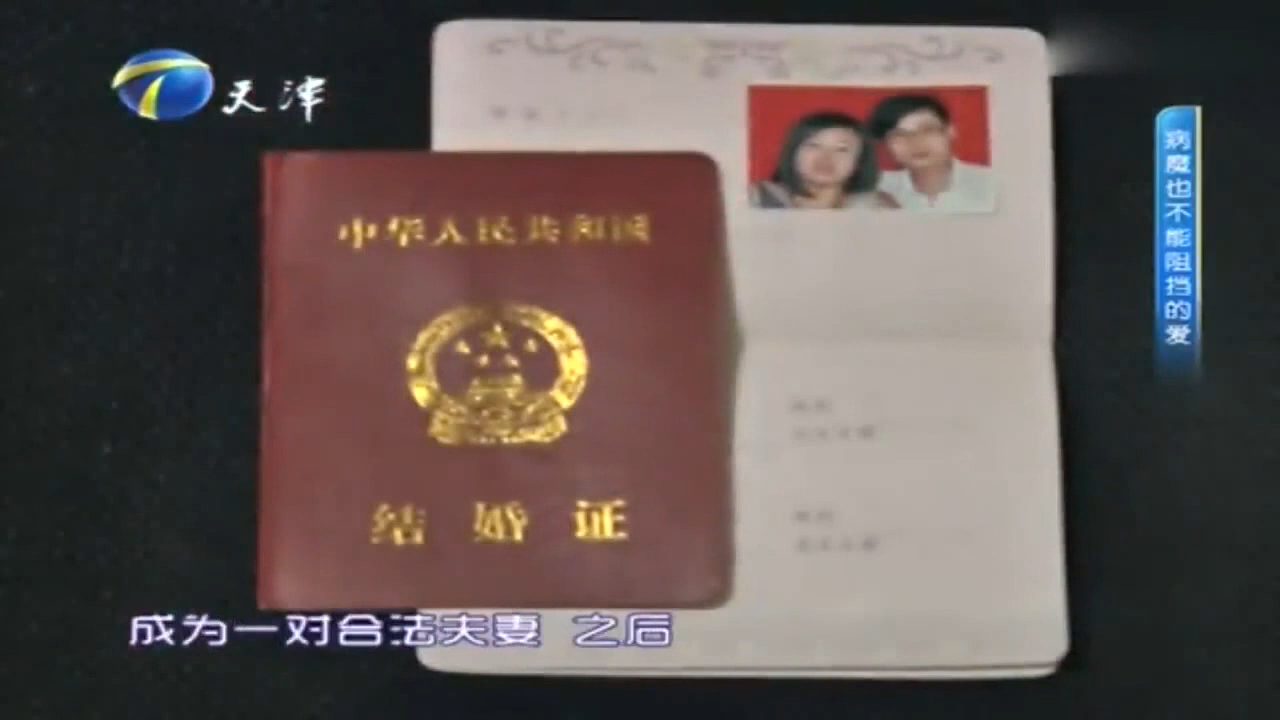 天津
病魔也不能阻挡的爱
中华人民共和国
结婚证
成为一对合法夫妻 之后